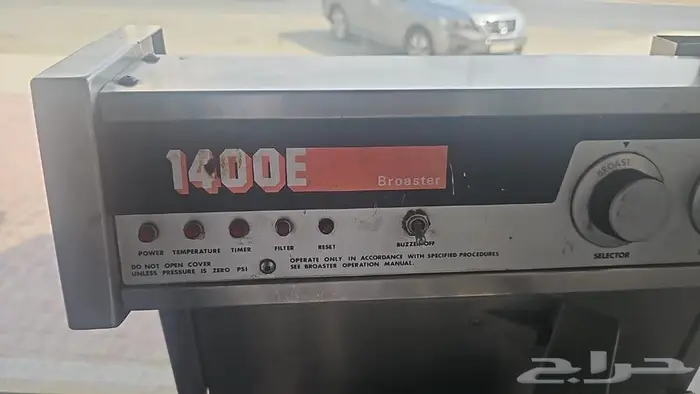 1400E
Broaster
BROAST
POWER TEMPERATURE TIMER FILTER RESET
BUZZER OFF
SELECTOR
DO NOT OPEN COVER
UNLESS PRESSURE IS ZERO PSI
OPERATE ONLY IN ACCORDANCE WITH SPECIFIED PROCEDURES
SEE BROASTER OPERATION MANUAL.
حراج